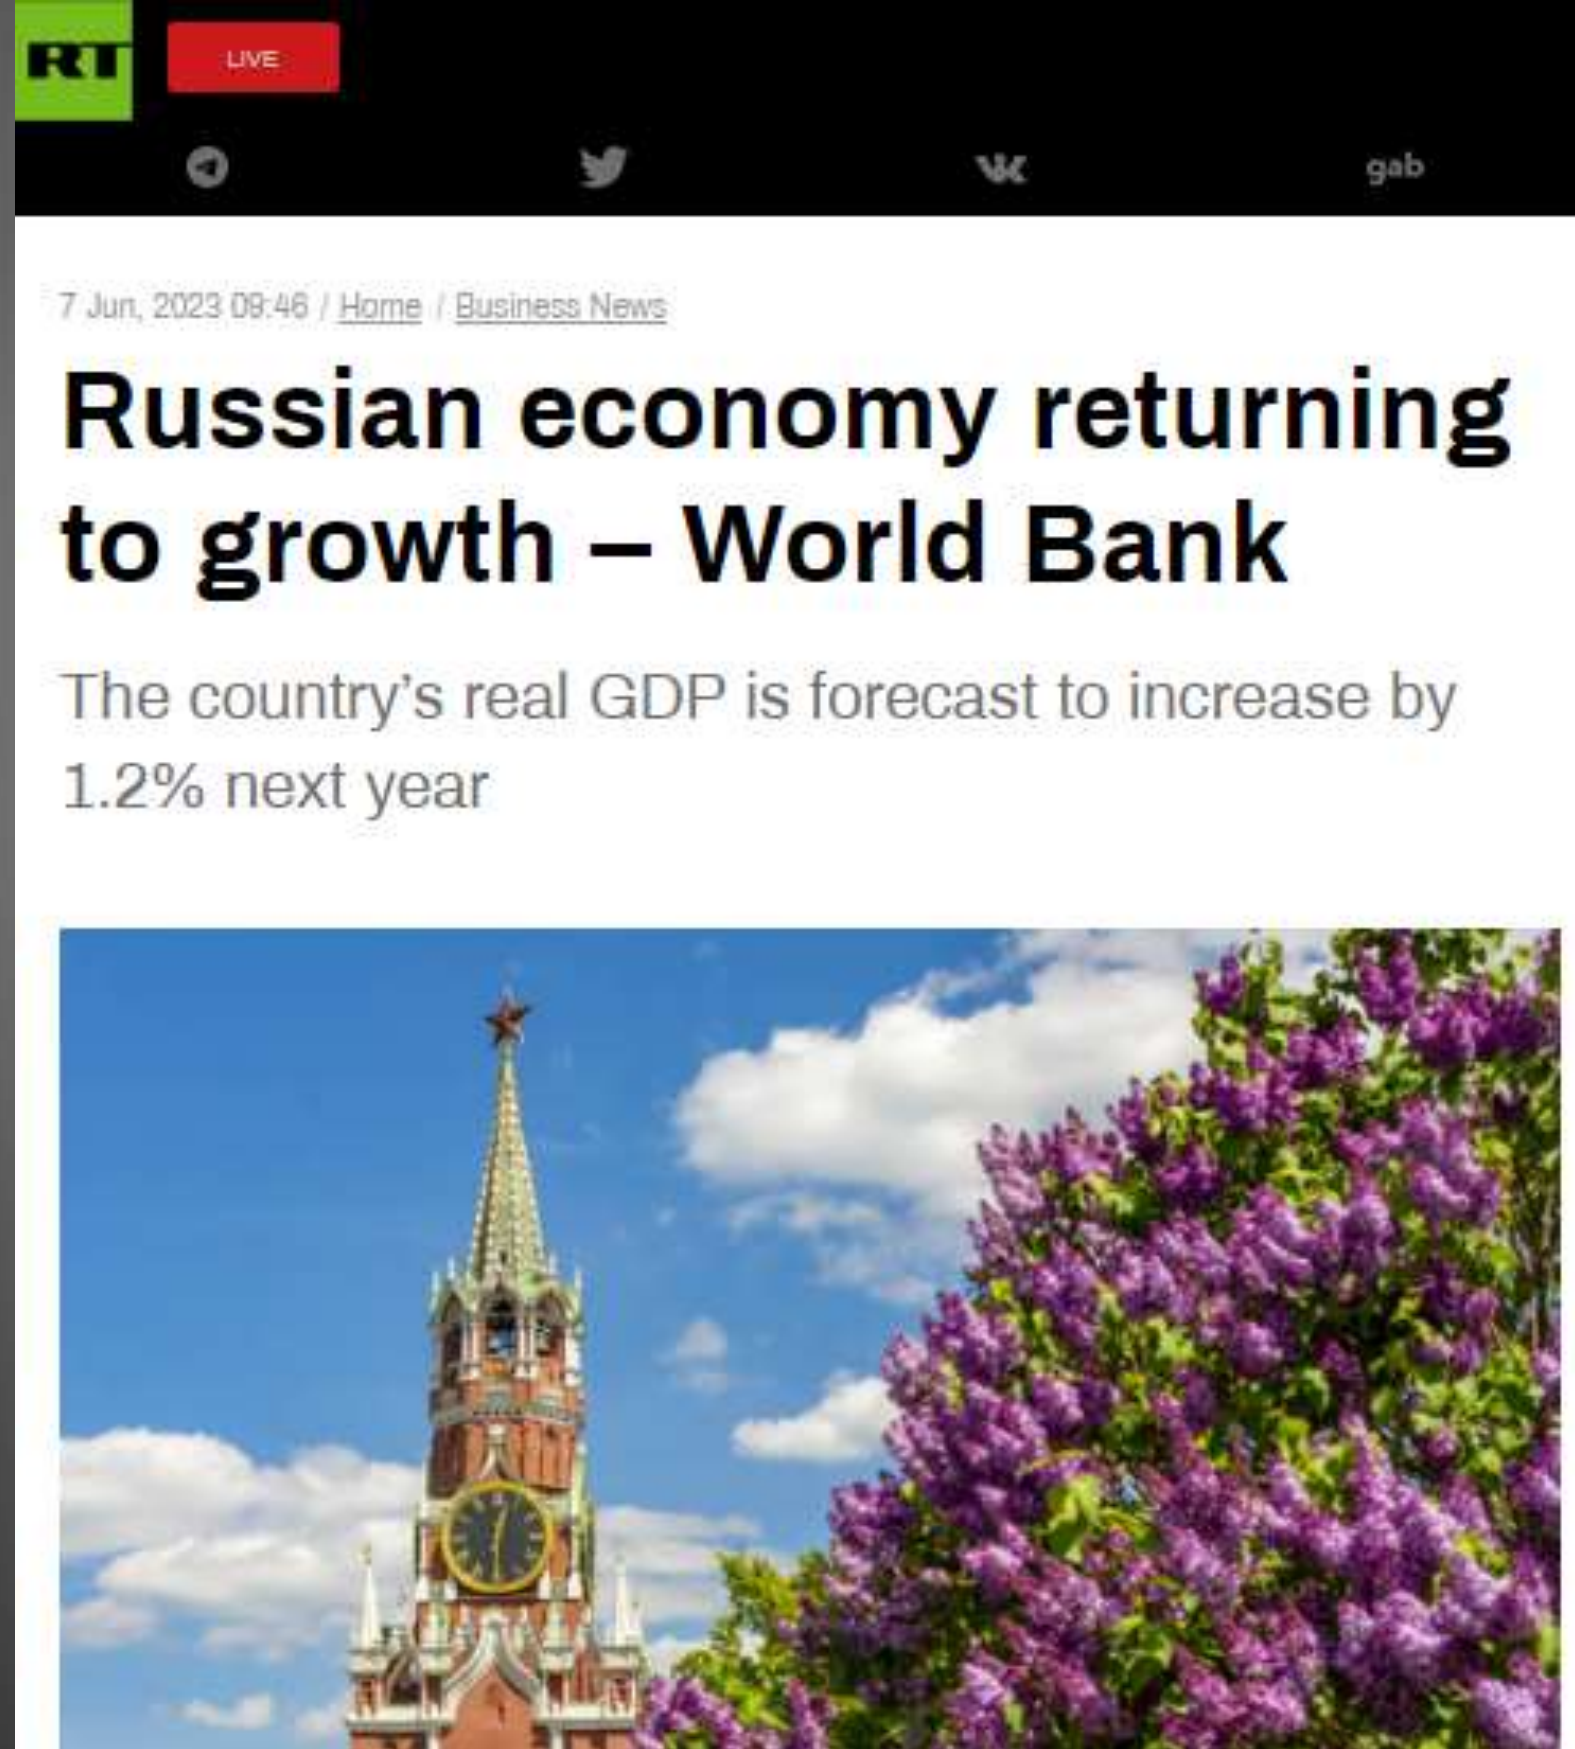 RT
LIVE
gab
7 Jun, 2023 09:46 / Home / Business News
Russian economy returning
to growth – World Bank
The country's real GDP is forecast to increase by
1.2% next year